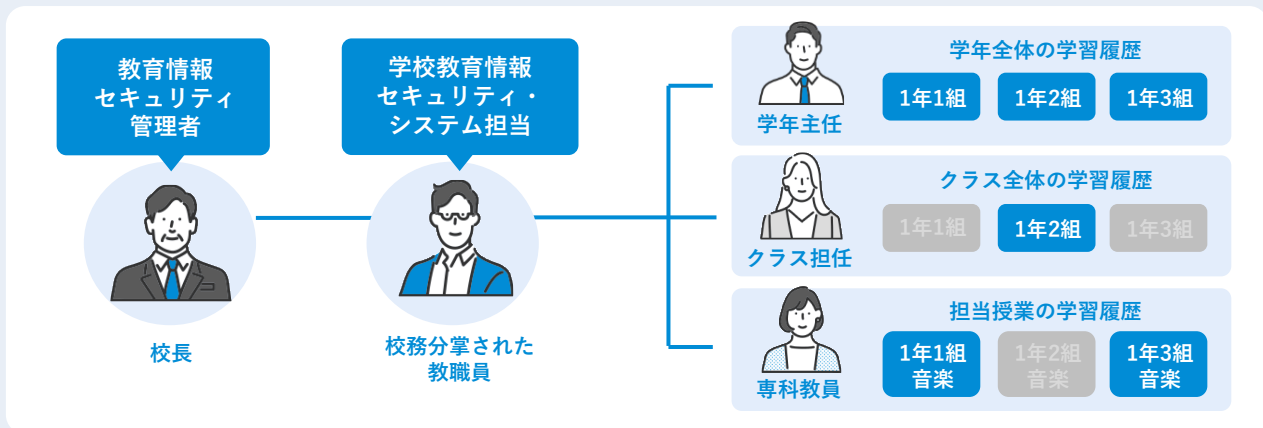 教育情報
セキュリティ
管理者
校長
学校教育情報
セキュリティ・
システム担当
校務分掌された
教職員
学年主任
学年全体の学習履歴
1年1組
1年2組
1年3組
クラス担任
クラス全体の学習履歴
1年1組
1年2組
1年3組
専科教員
担当授業の学習履歴
1年1組
音楽
1年2組
音楽
1年3組
音楽